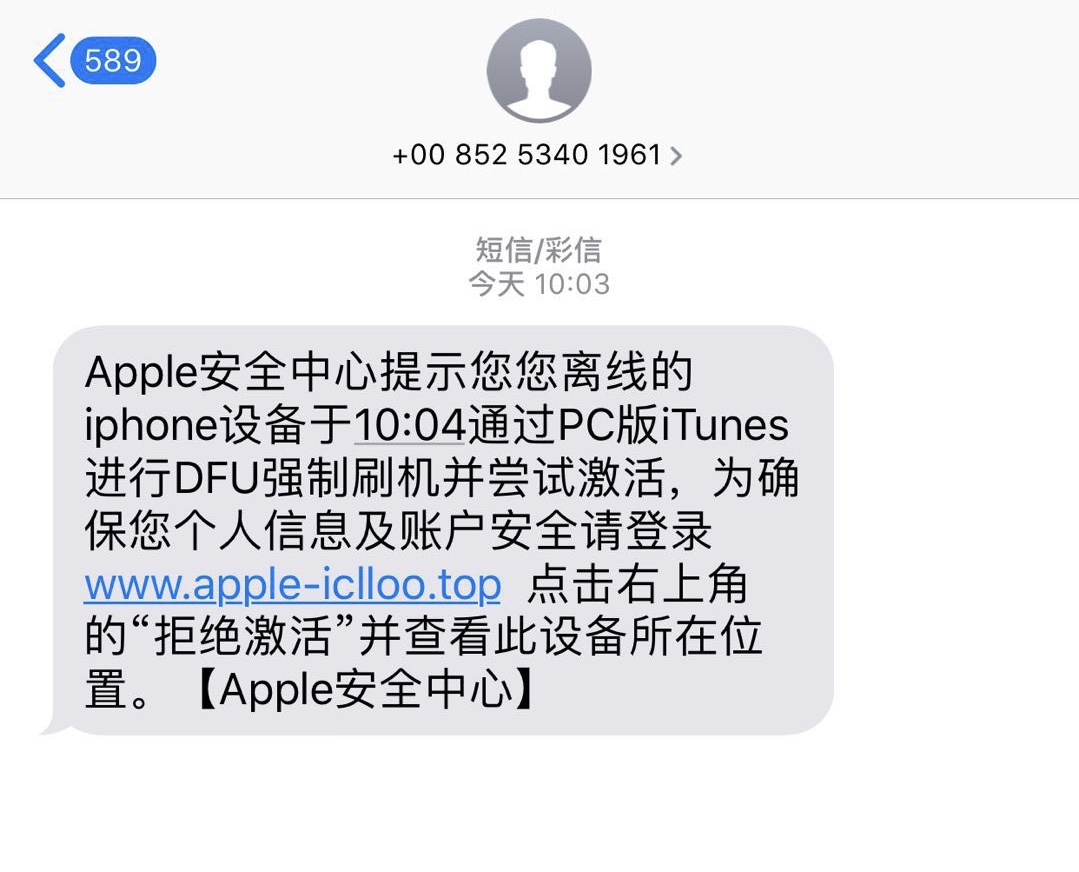 589
+00 852 5340 1961
短信/彩信
今天 10:03
Apple安全中心提示您您离线的
iphone设备于10:04通过PC版iTunes
进行DFU强制刷机并尝试激活，为确
保您个人信息及账户安全请登录
www.apple-iclloo.top 点击右上角
的“拒绝激活”并查看此设备所在位
置。【Apple安全中心】